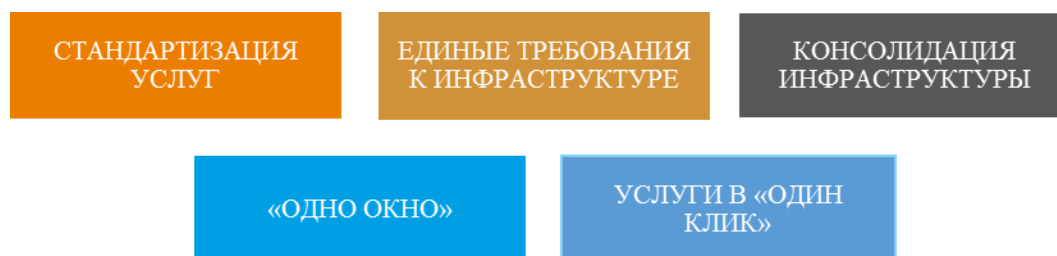 СТАНДАРТИЗАЦИЯ
УСЛУГ
ЕДИНЫЕ ТРЕБОВАНИЯ
К ИНФРАСТРУКТУРЕ
КОНСОЛИДАЦИЯ
ИНФРАСТРУКТУРЫ
«ОДНО ОКНО»
УСЛУГИ В «ОДИН
КЛИК»